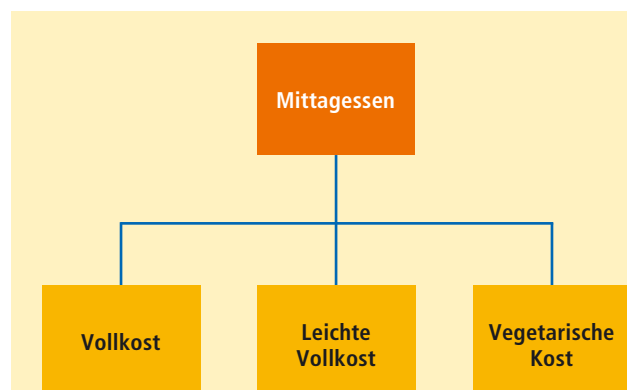 Mittagessen
Vollkost
Leichte
Vollkost
Vegetarische
Kost